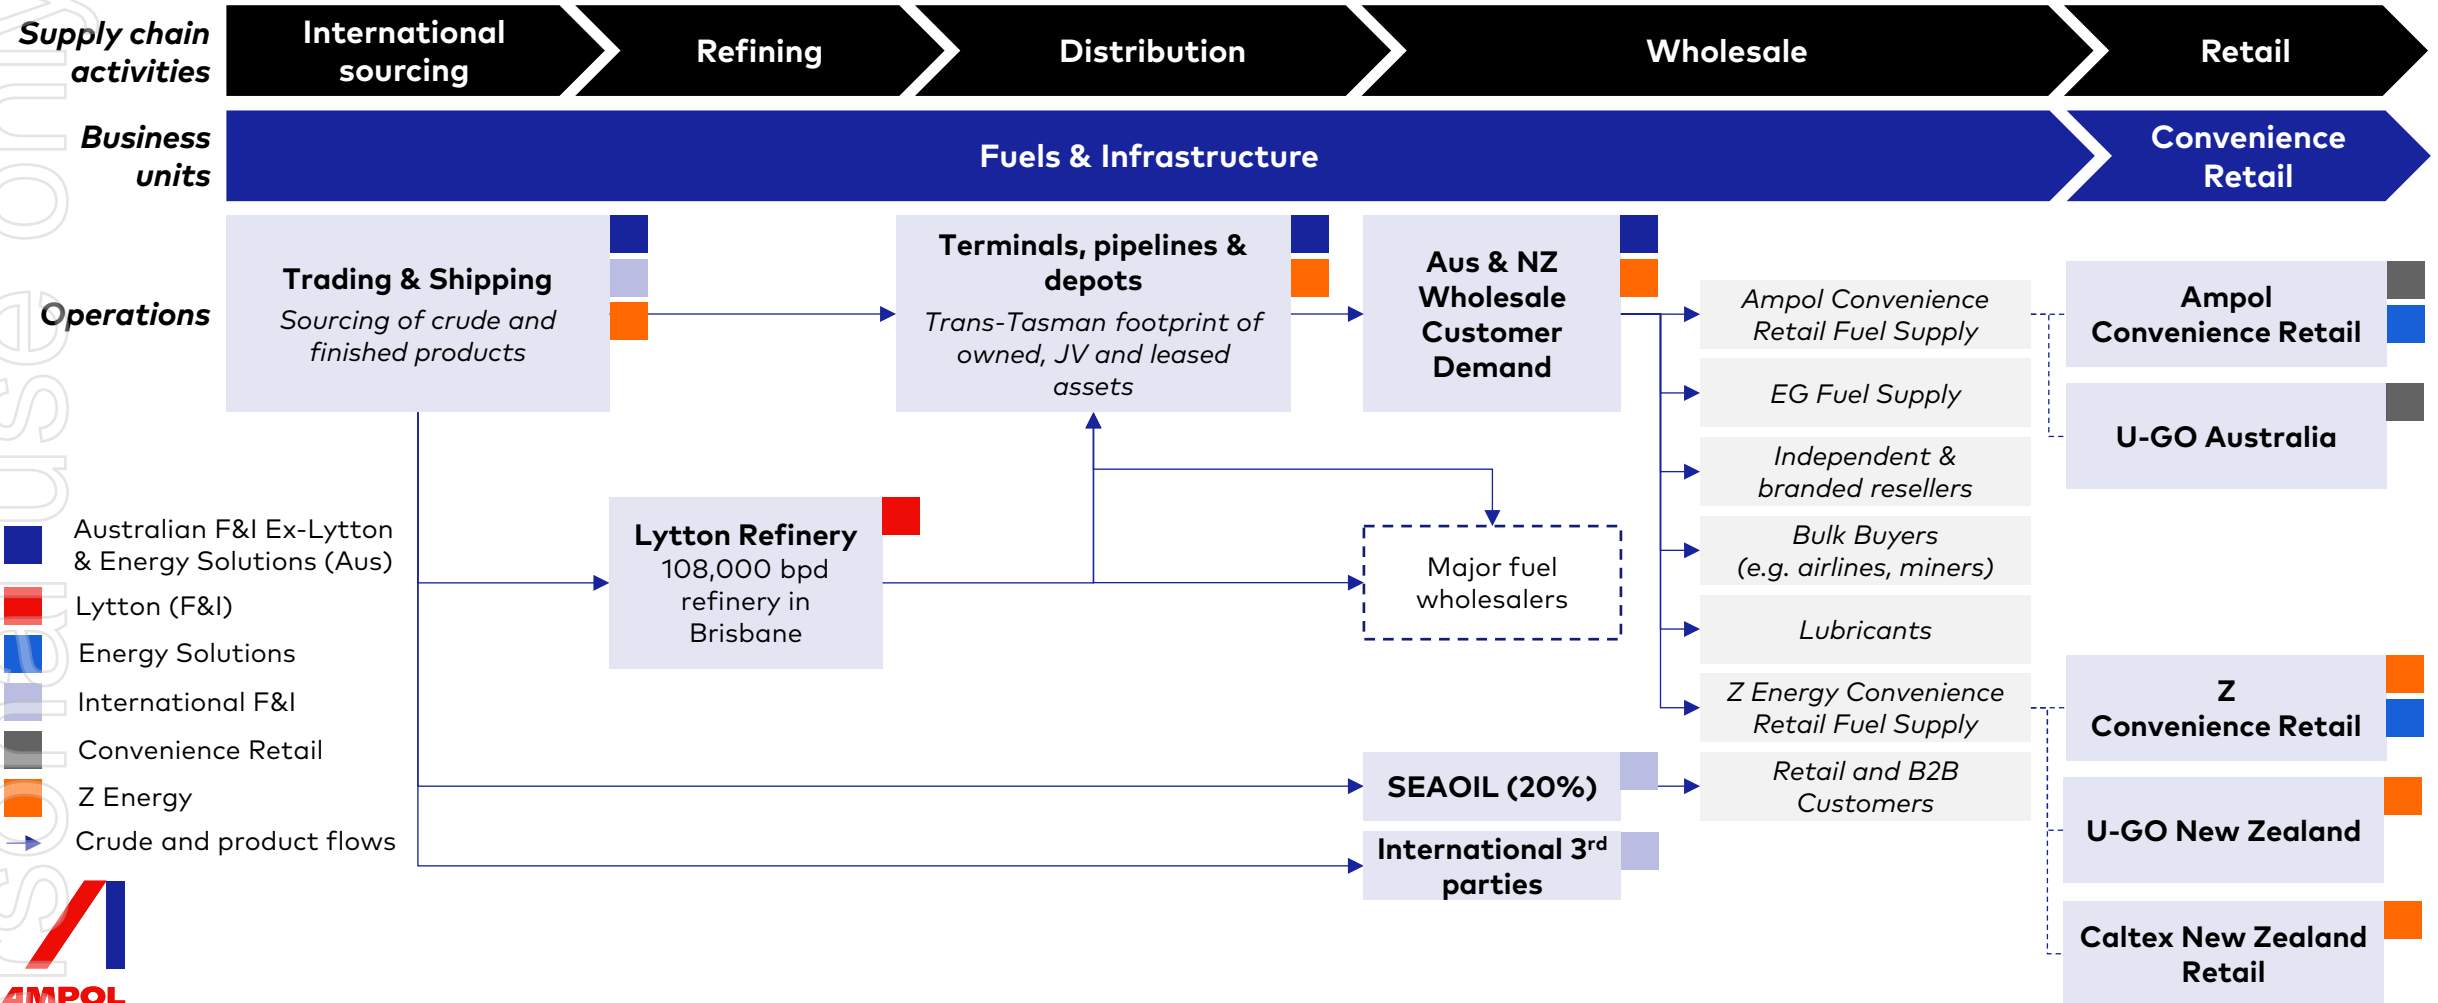 Supply chain
activities
International
sourcing
Refining
Distribution
Wholesale
Retail
Business
units
Fuels & Infrastructure
Convenience
Retail
Operations
Trading & Shipping
Sourcing of crude and
finished products
Terminals, pipelines &
depots
Trans-Tasman footprint of
owned, JV and leased
assets
Aus & NZ
Wholesale
Customer
Demand
Ampol Convenience
Retail Fuel Supply
EG Fuel Supply
Independent &
branded resellers
Bulk Buyers
(e.g. airlines, miners)
Lubricants
Z Energy Convenience
Retail Fuel Supply
Retail and B2B
Customers
Ampol
Convenience Retail
U-GO Australia
Z
Convenience Retail
U-GO New Zealand
Caltex New Zealand
Retail
Lytton Refinery
108,000 bpd
refinery in
Brisbane
Major fuel
wholesalers
SEAOIL (20%)
International 3rd
parties
Australian F&I Ex-Lytton
& Energy Solutions (Aus)
Lytton (F&I)
Energy Solutions
International F&I
Convenience Retail
Z Energy
Crude and product flows
AMPOL
rsonal use only